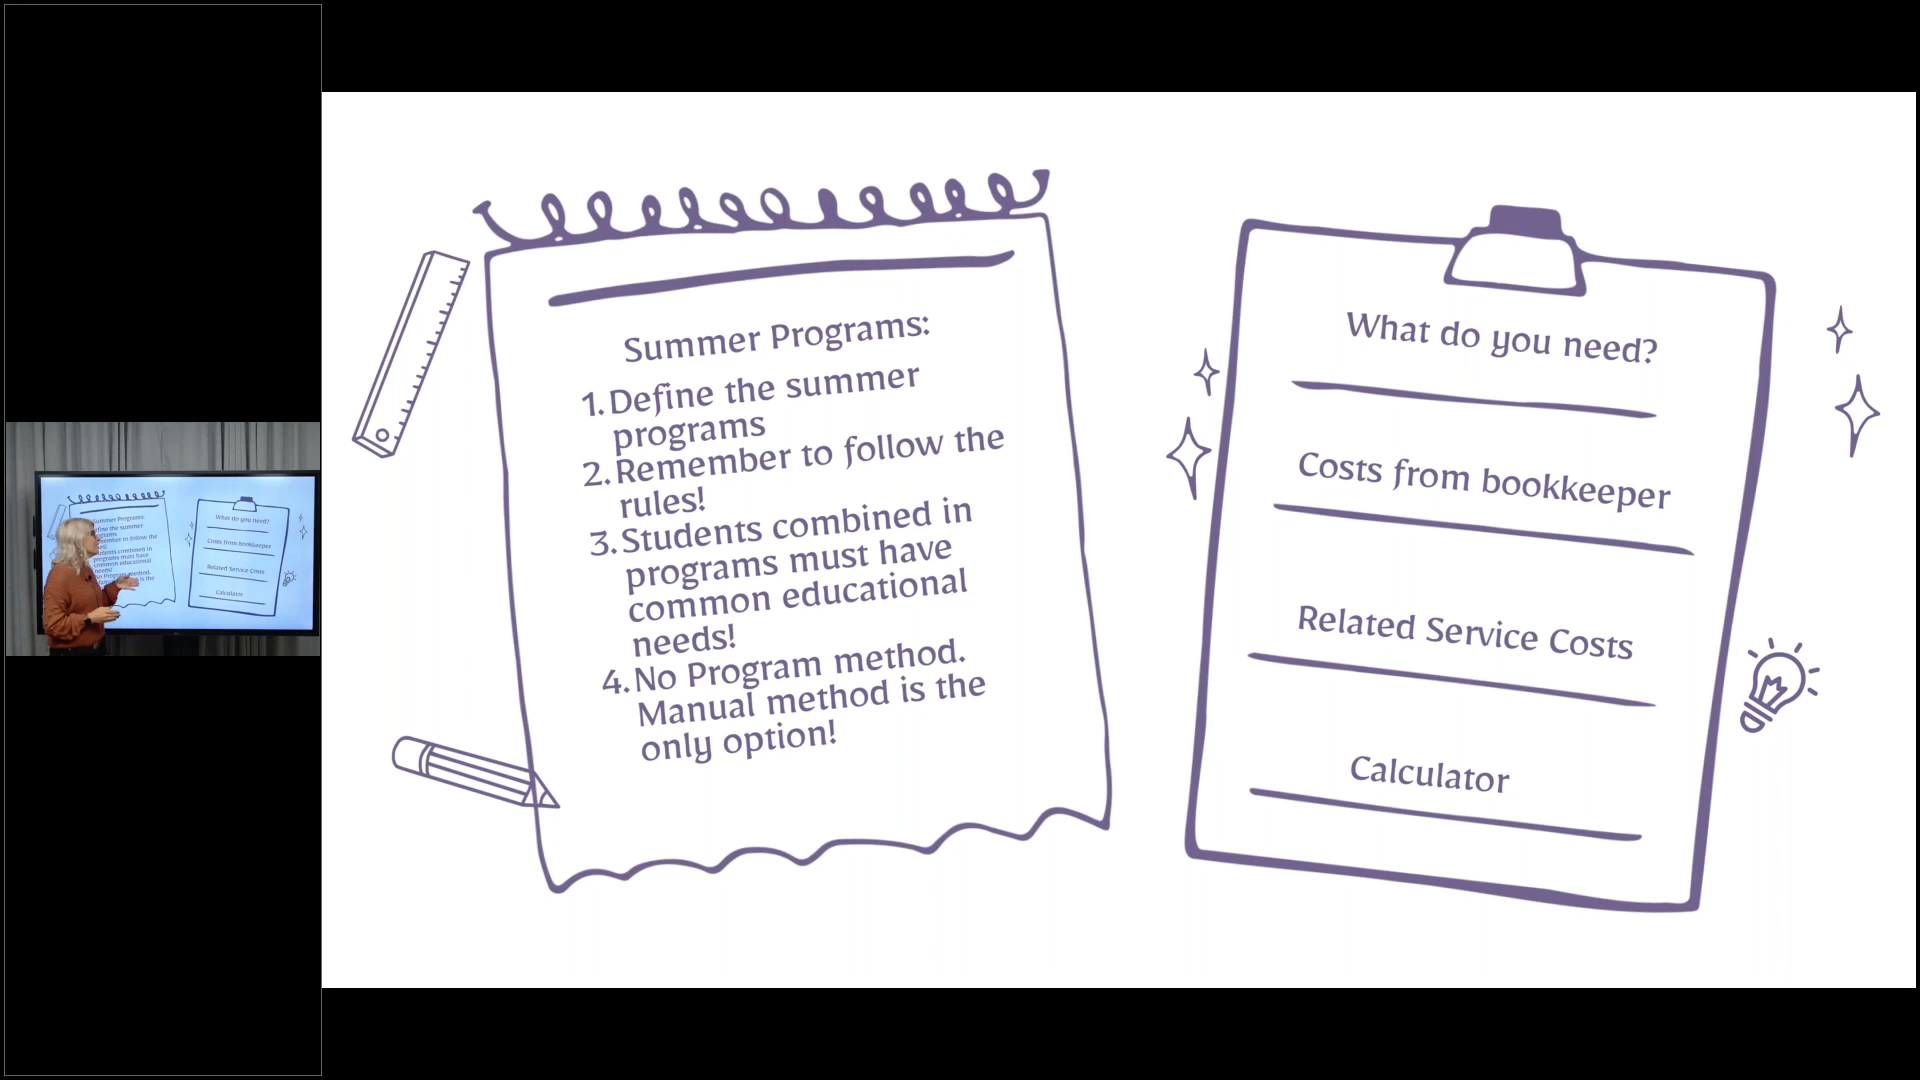 Summer Programs:
1. Define the summer
programs
2. Remember to follow the
rules!
3. Students combined in
programs must have
common educational
needs!
4. No Program method.
Manual method is the
only option!
What do you need?
Costs from bookkeeper
Related Service Costs
Calculator